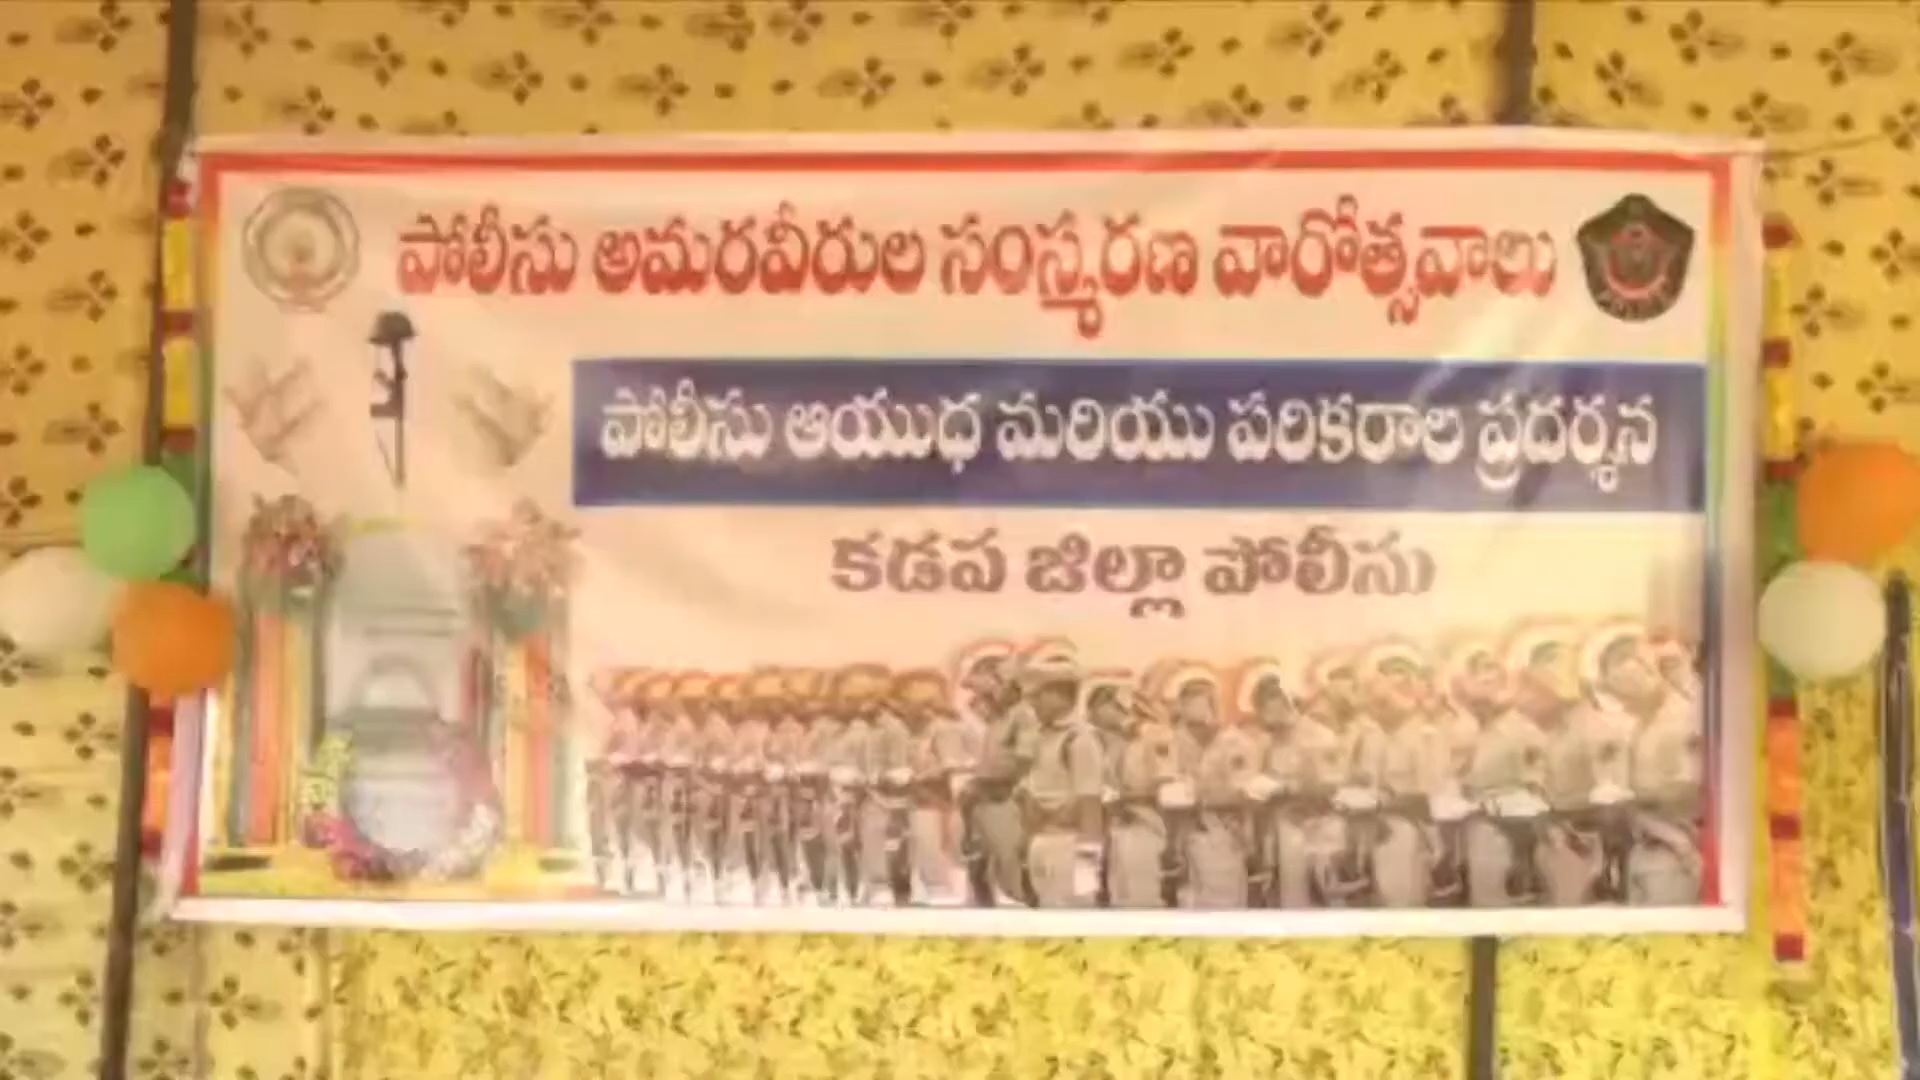 పోలీసు అమరవీరుల సంస్మరణ వారోత్సవాలు
పోలీసు ఆయుధ మరియు పరికరాల ప్రదర్శన
కడప జిల్లా పోలీసు